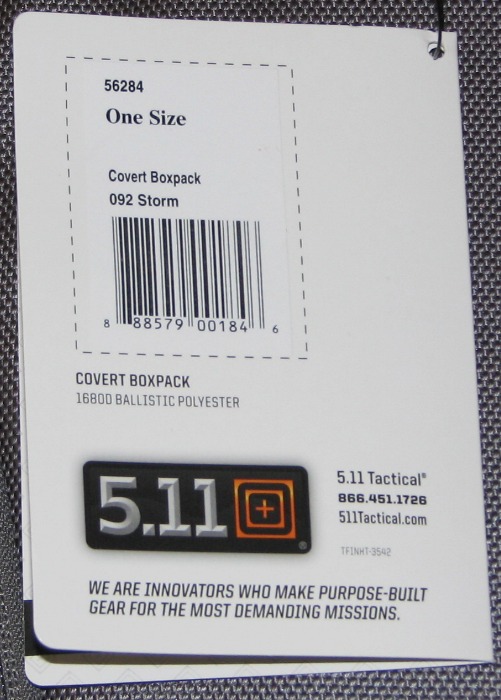 56284
One Size
Covert Boxpack
092 Storm
8 88579 00184 6
COVERT BOXPACK
1680D BALLISTIC POLYESTER
5.11
®
5.11 Tactical®
866.451.1726
511Tactical.com
TFINHT-3542
WE ARE INNOVATORS WHO MAKE PURPOSE-BUILT
GEAR FOR THE MOST DEMANDING MISSIONS.